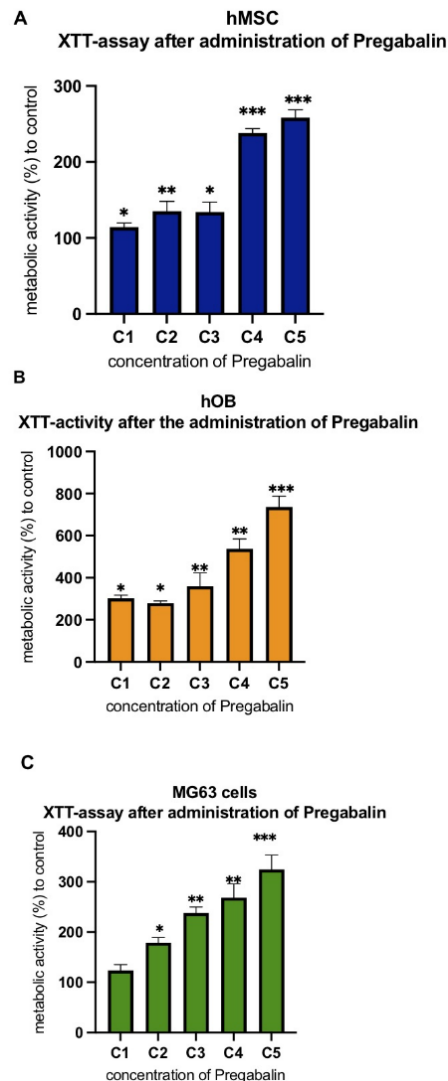 A
hMSC
XTT-assay after administration of Pregabalin
metabolic activity (%) to control
300
200
100
0
* ** * *** ***
C1 C2 C3 C4 C5
concentration of Pregabalin
B
hOB
XTT-activity after the administration of Pregabalin
metabolic activity (%) to control
1000
800
600
400
200
0
* * ** ** ***
C1 C2 C3 C4 C5
concentration of Pregabalin
C
MG63 cells
XTT-assay after administration of Pregabalin
metabolic activity (%) to control
400
300
200
100
0
* ** ** ***
C1 C2 C3 C4 C5
concentration of Pregabalin